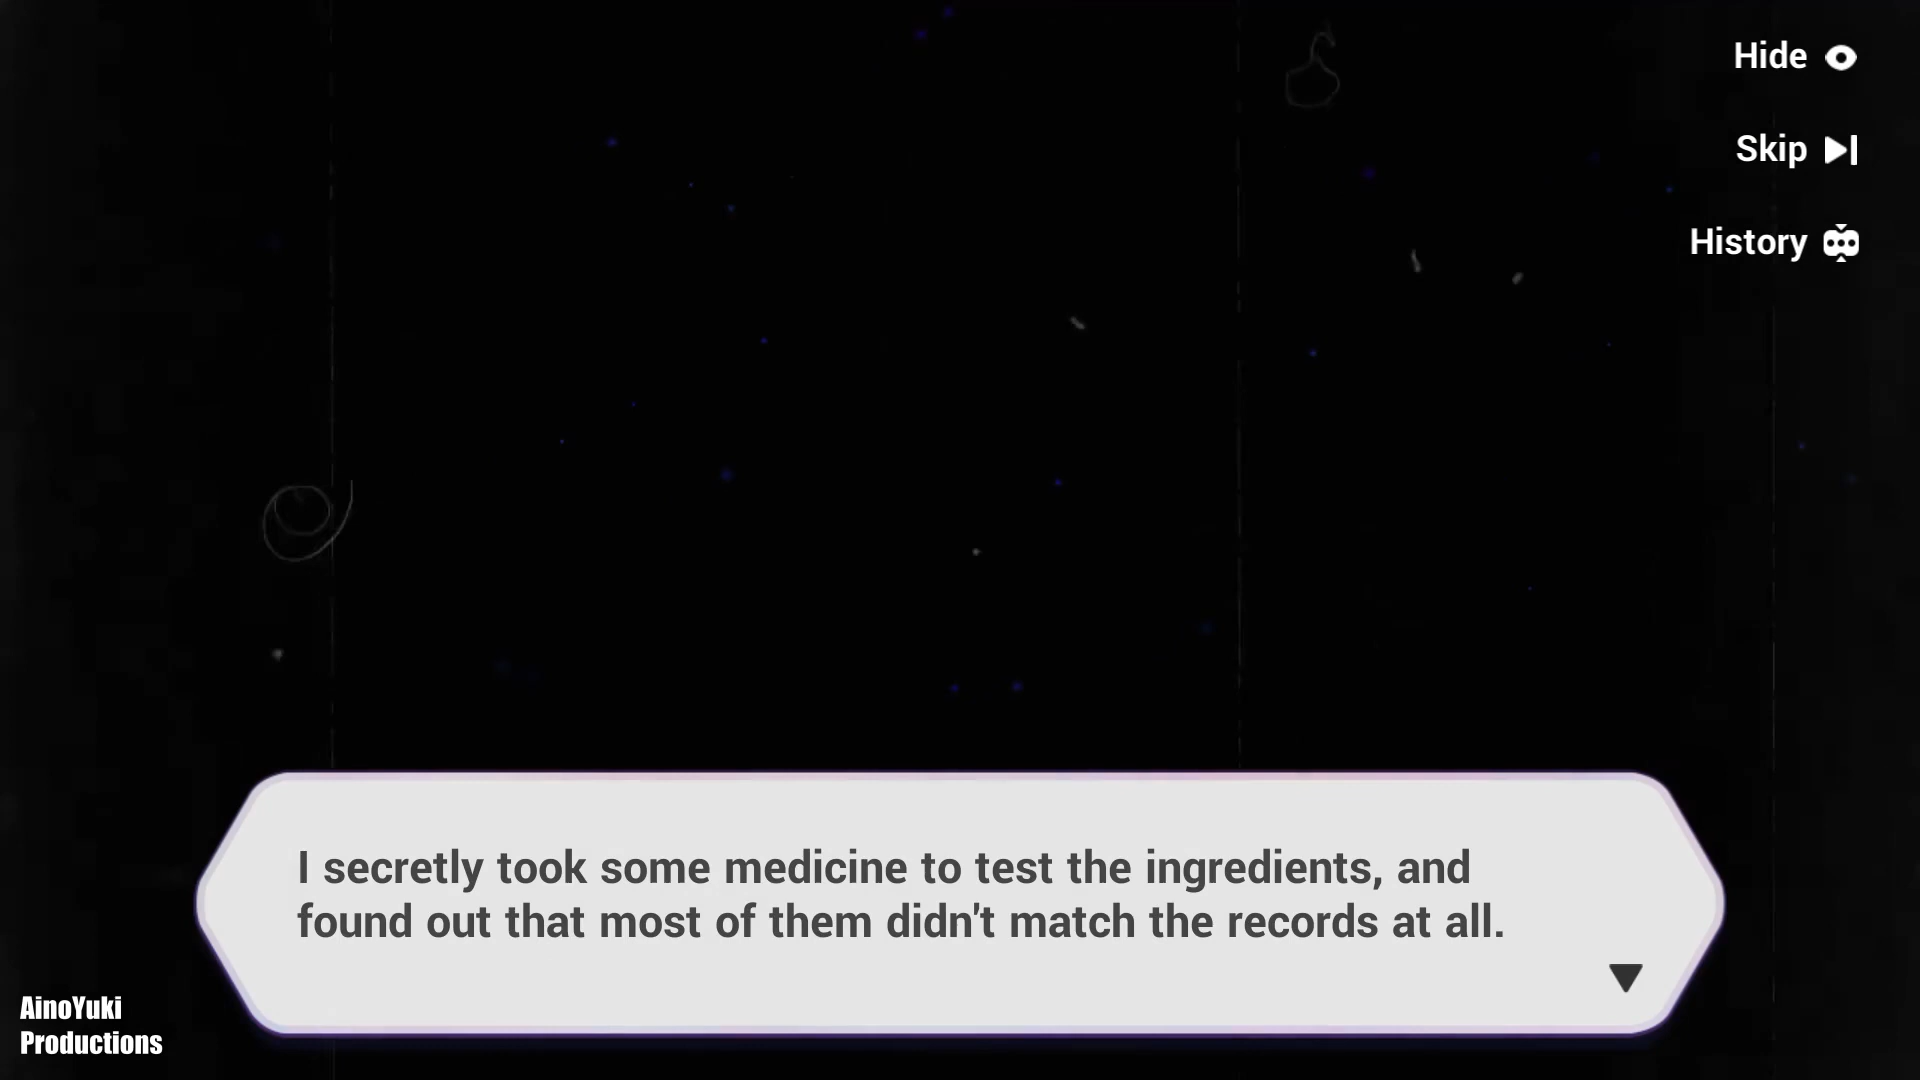 Hide
Skip
History
I secretly took some medicine to test the ingredients, and
found out that most of them didn't match the records at all.
AinoYuki
Productions